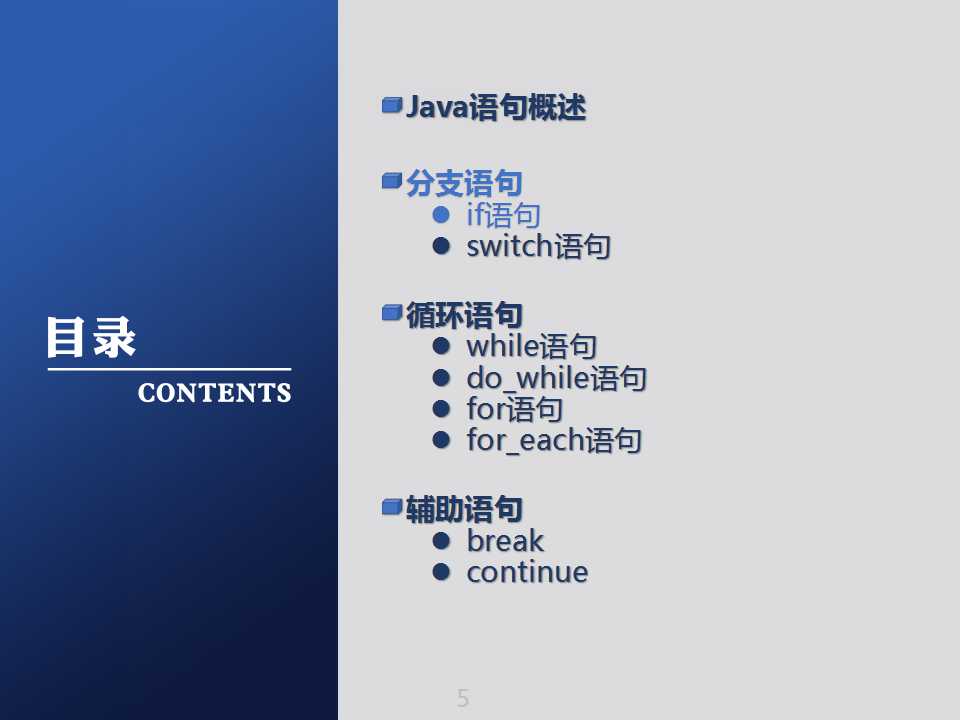 目录
CONTENTS
Java语句概述
分支语句
if语句
switch语句
循环语句
while语句
do_while语句
for语句
for_each语句
辅助语句
break
continue
5